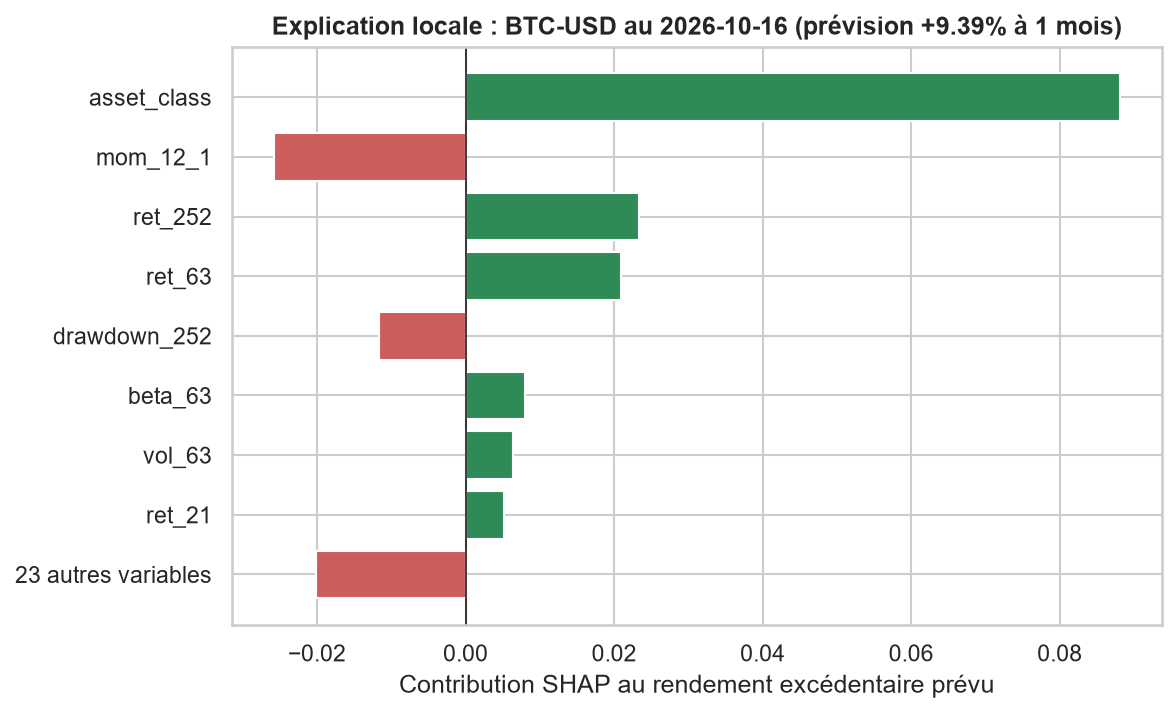 Explication locale : BTC-USD au 2026-10-16 (prévision +9.39% à 1 mois)
asset_class
mom_12_1
ret_252
ret_63
drawdown_252
beta_63
vol_63
ret_21
23 autres variables
−0.02 0.00 0.02 0.04 0.06 0.08
Contribution SHAP au rendement excédentaire prévu